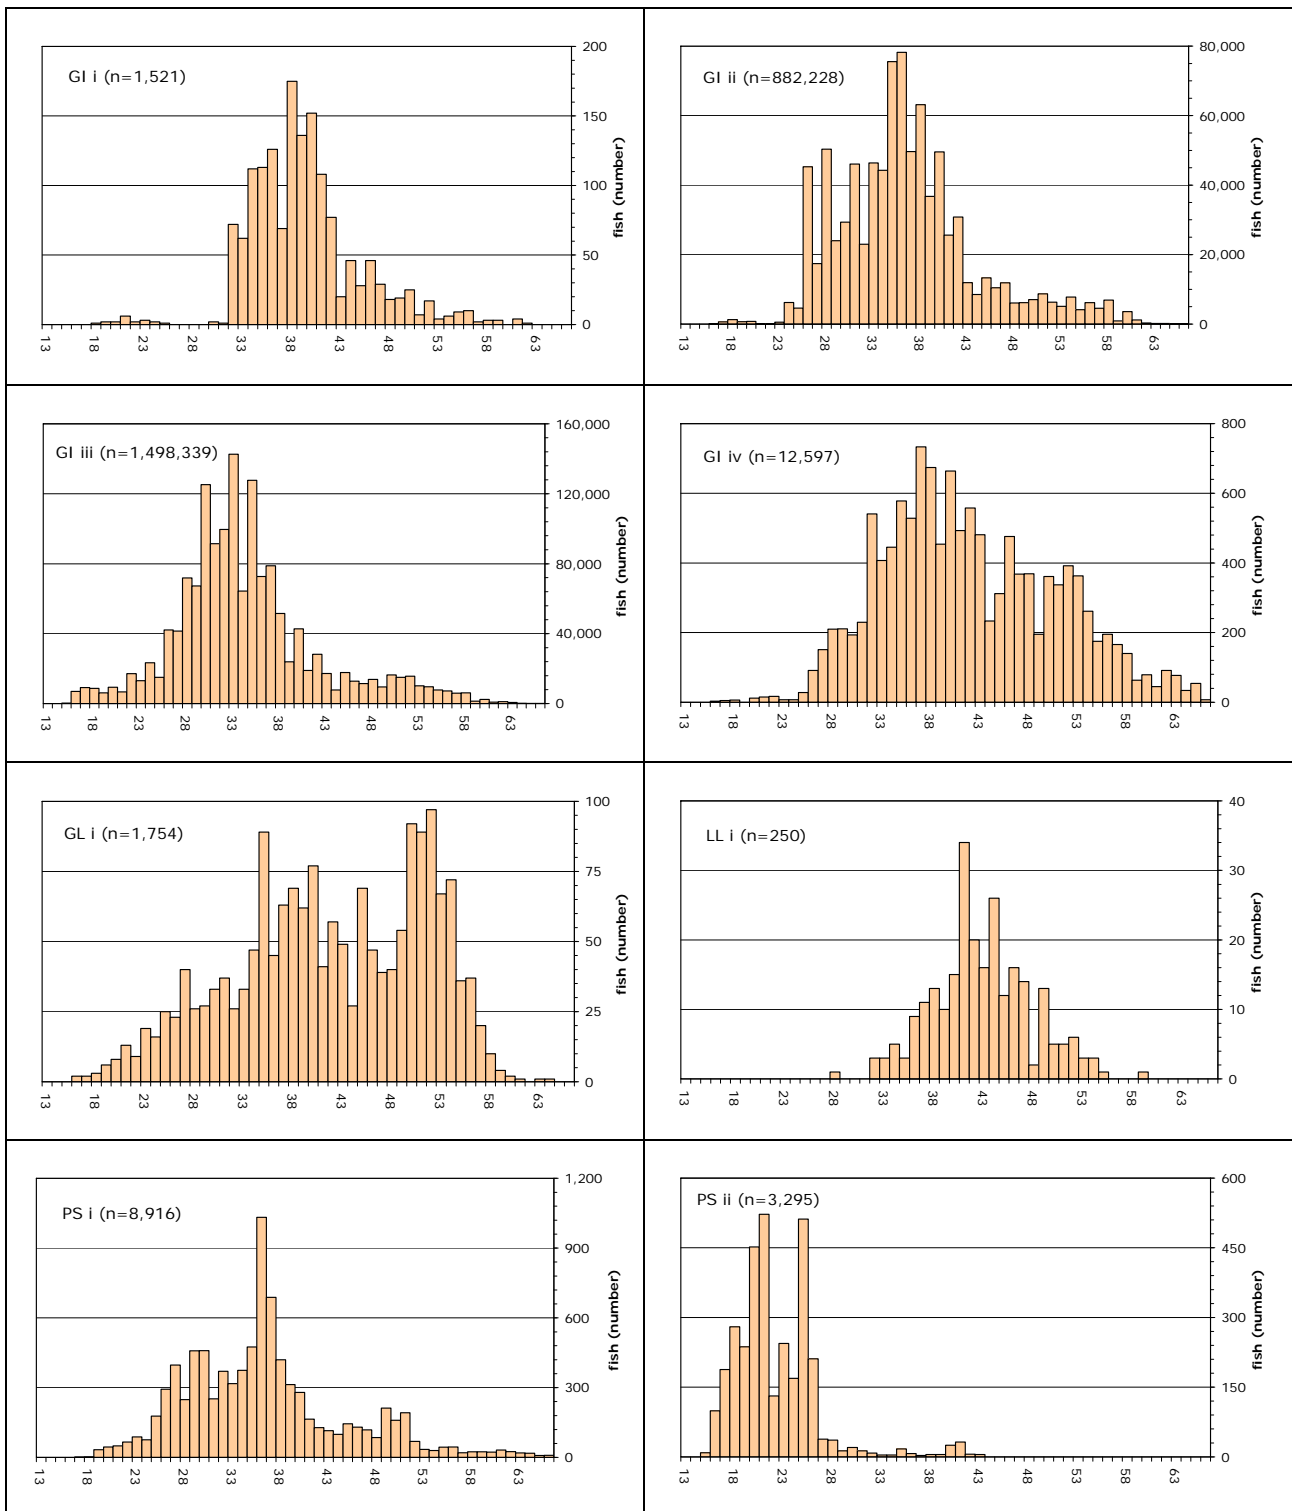 GI i (n=1,521)
200
150
100
50
0
fish (number)
13 18 23 28 33 38 43 48 53 58 63
GI ii (n=882,228)
80,000
60,000
40,000
20,000
0
fish (number)
13 18 23 28 33 38 43 48 53 58 63
GI iii (n=1,498,339)
160,000
120,000
80,000
40,000
0
fish (number)
13 18 23 28 33 38 43 48 53 58 63
GI iv (n=12,597)
800
600
400
200
0
fish (number)
13 18 23 28 33 38 43 48 53 58 63
GL i (n=1,754)
100
75
50
25
0
fish (number)
13 18 23 28 33 38 43 48 53 58 63
LL i (n=250)
40
30
20
10
0
fish (number)
13 18 23 28 33 38 43 48 53 58 63
PS i (n=8,916)
1,200
900
600
300
0
fish (number)
13 18 23 28 33 38 43 48 53 58 63
PS ii (n=3,295)
600
450
300
150
0
fish (number)
13 18 23 28 33 38 43 48 53 58 63